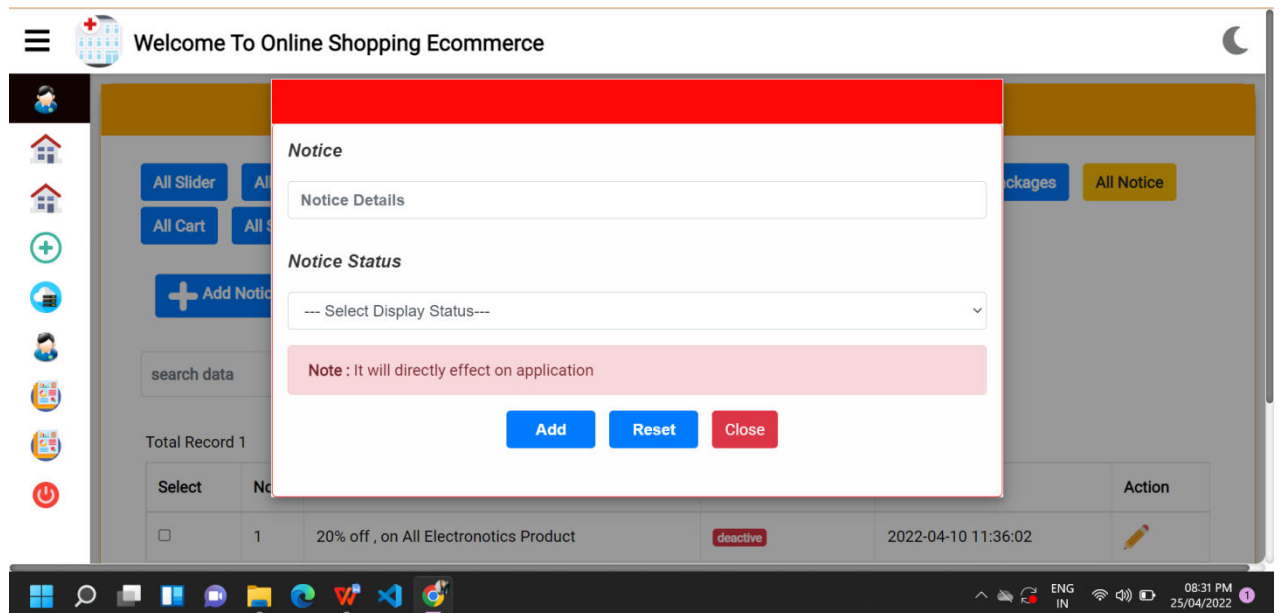 Welcome To Online Shopping Ecommerce
Notice
All Slider
ckages
All Notice
Notice Details
All Cart
Notice Status
Add Notic
--- Select Display Status---
search data
Note : It will directly effect on application
Add Reset Close
Total Record 1
Select
Action
1 20% off , on All Electronotics Product deactive 2022-04-10 11:36:02
ENG
IN
08:31 PM
25/04/2022
1